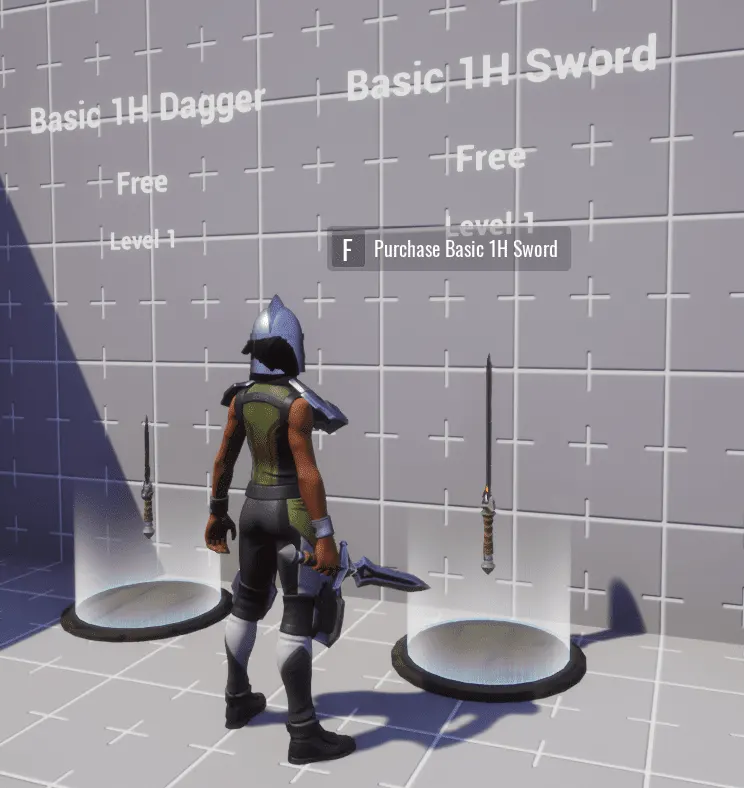 Basic 1H Dagger
Free
Level 1
Basic 1H Sword
Free
Level 1
F Purchase Basic 1H Sword